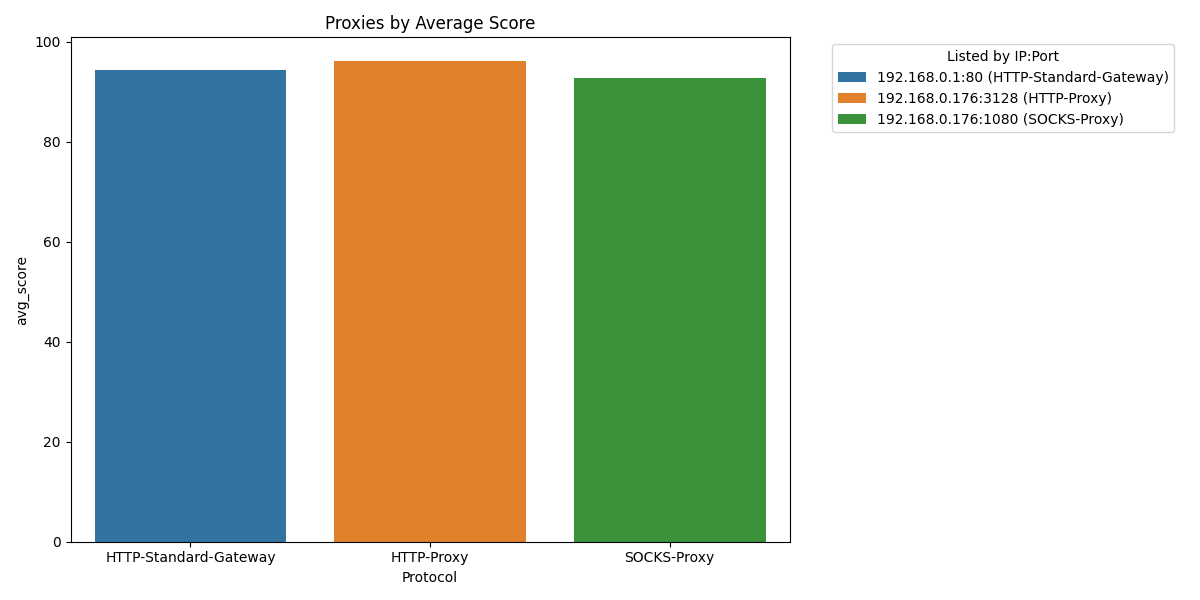 Proxies by Average Score
100
80
60
40
20
0
avg_score
HTTP-Standard-Gateway
HTTP-Proxy
SOCKS-Proxy
Protocol
Listed by IP:Port
192.168.0.1:80 (HTTP-Standard-Gateway)
192.168.0.176:3128 (HTTP-Proxy)
192.168.0.176:1080 (SOCKS-Proxy)